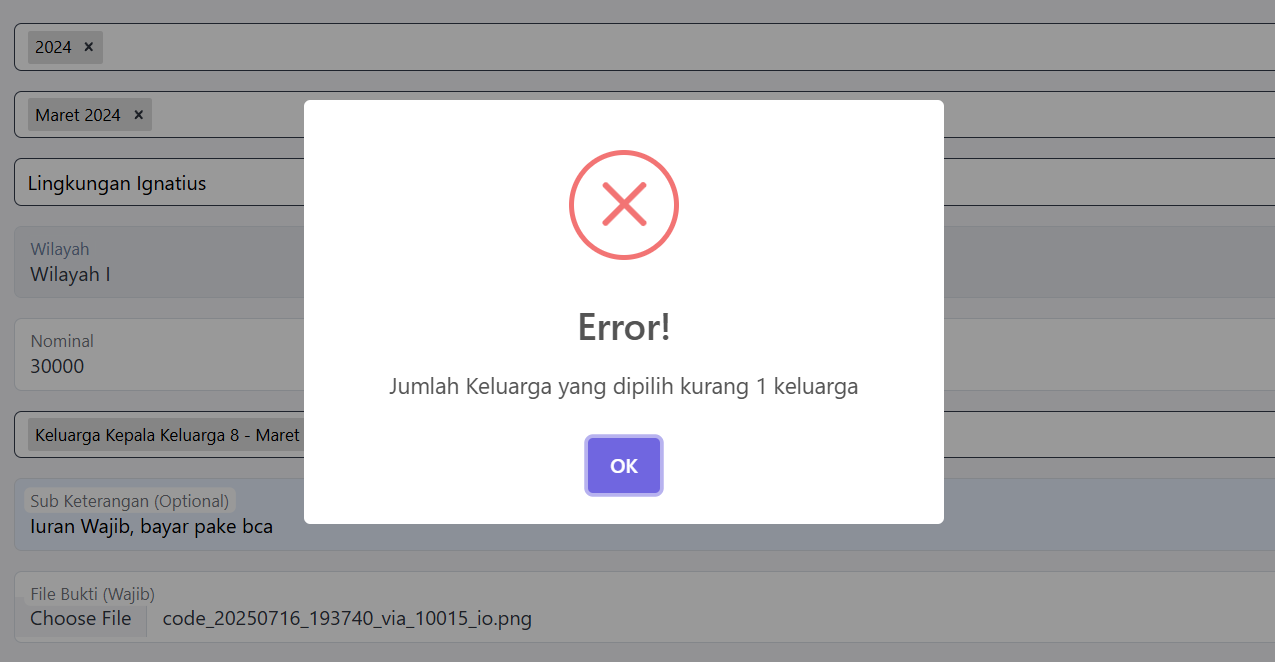 2024 ×
Maret 2024 ×
Lingkungan Ignatius
Wilayah
Wilayah I
Nominal
30000
Keluarga Kepala Keluarga 8 - Maret
Sub Keterangan (Optional)
Iuran Wajib, bayar pake bca
File Bukti (Wajib)
Choose File code_20250716_193740_via_10015_io.png
Error!
Jumlah Keluarga yang dipilih kurang 1 keluarga
OK